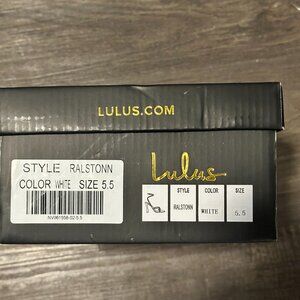 LULUS.COM
STYLE RALSTONN
COLOR WHITE SIZE 5.5
Lulus
STYLE COLOR SIZE
RALSTONN WHITE 5.5